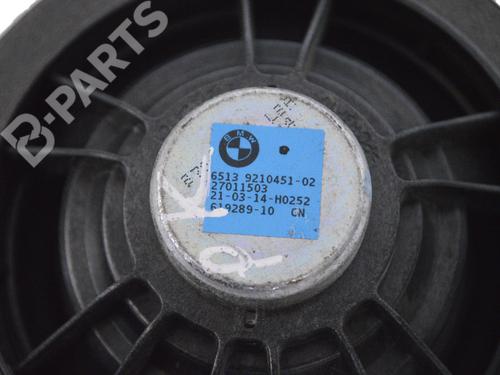 B-PARTS
BMW
6513 9210451-02
27011503
21-03-14-H0252
619289-10 CN